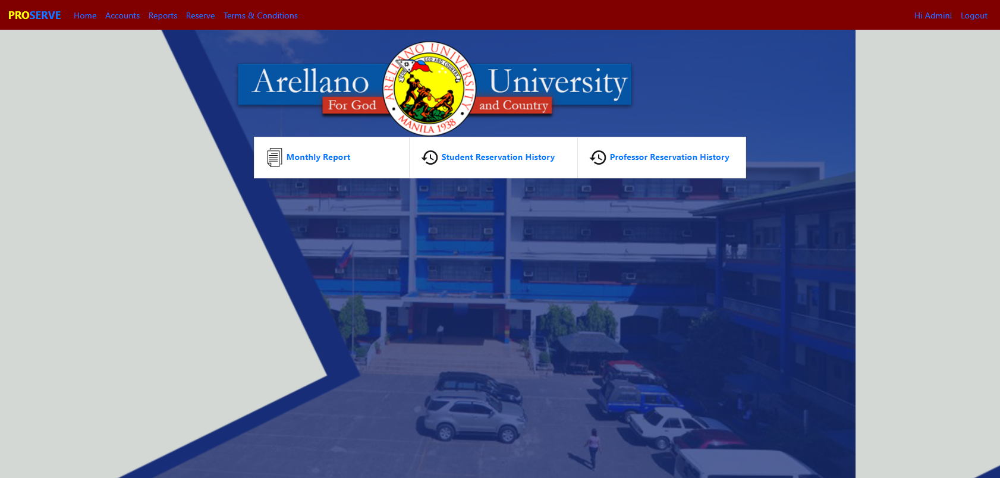 PROSERVE Home Accounts Reports Reserve Terms & Conditions Hi Admin! Logout
Arellano University
For God and Country
ARELLANO UNIVERSITY
FOR GOD AND COUNTRY
MANILA 1938
Monthly Report Student Reservation History Professor Reservation History